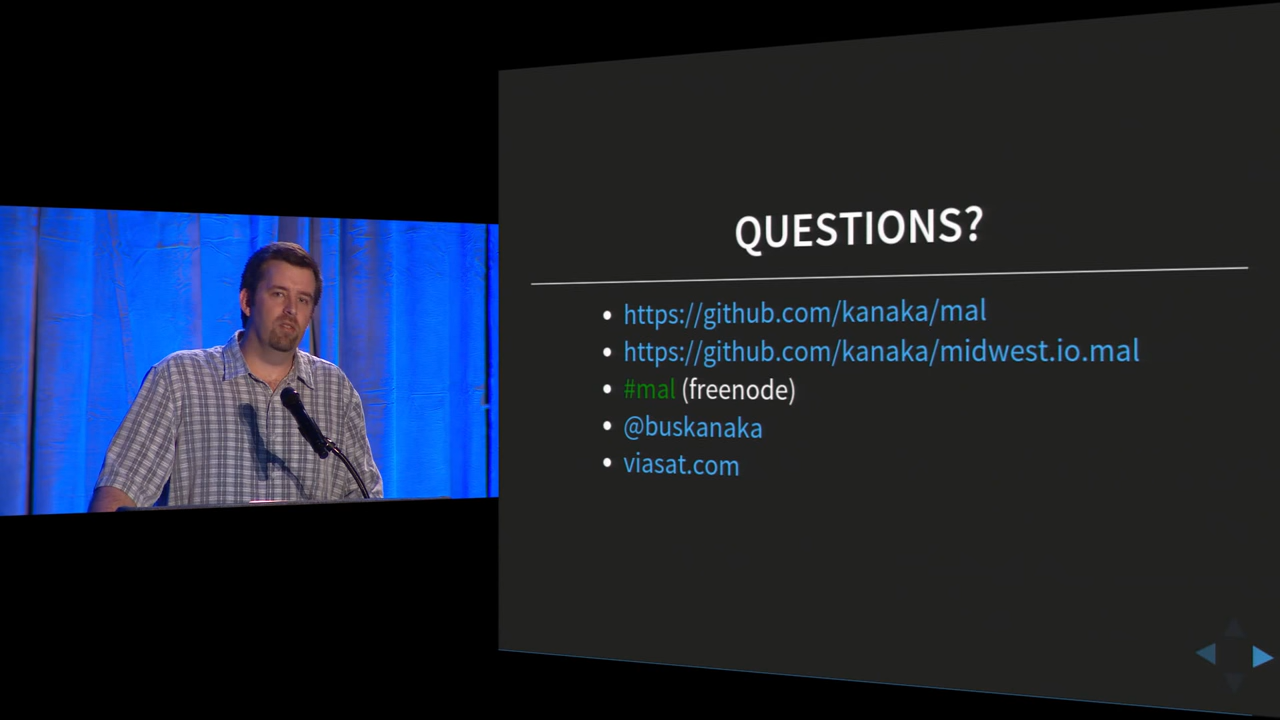 QUESTIONS?
https://github.com/kanaka/mal
https://github.com/kanaka/midwest.io.mal
#mal (freenode)
@buskanaka
viasat.com